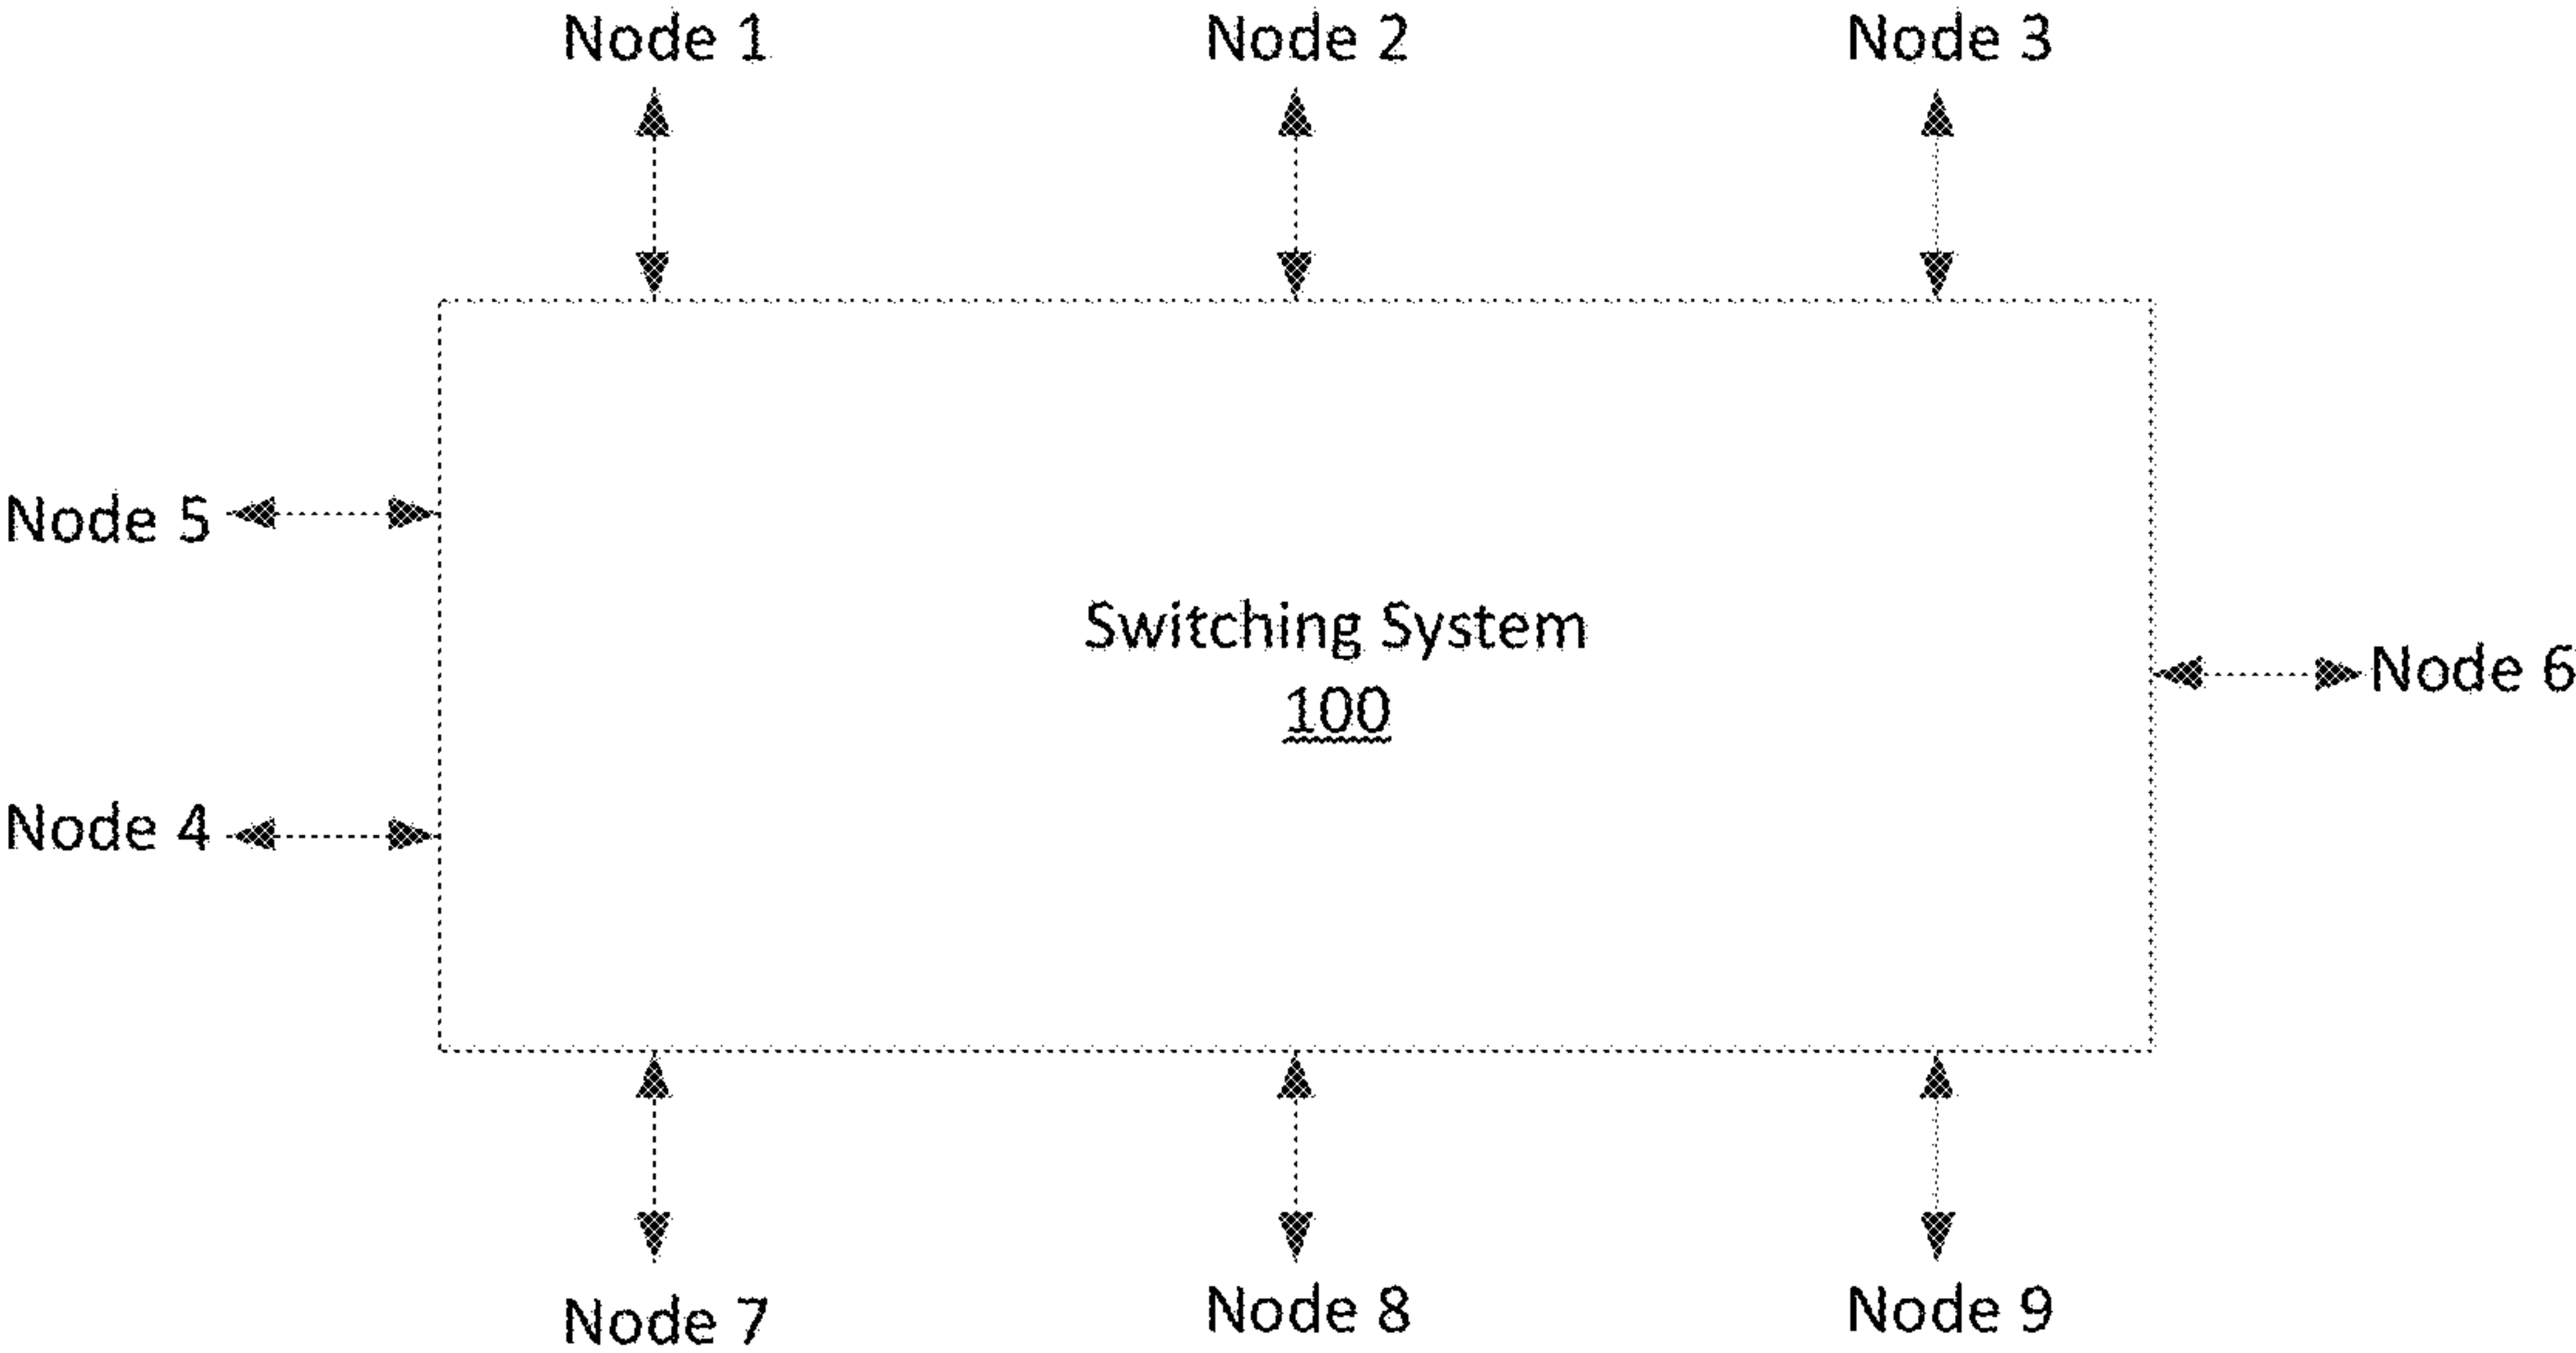 Node 1
Node 2
Node 3
Node 5
Switching System
100
Node 6
Node 4
Node 7
Node 8
Node 9